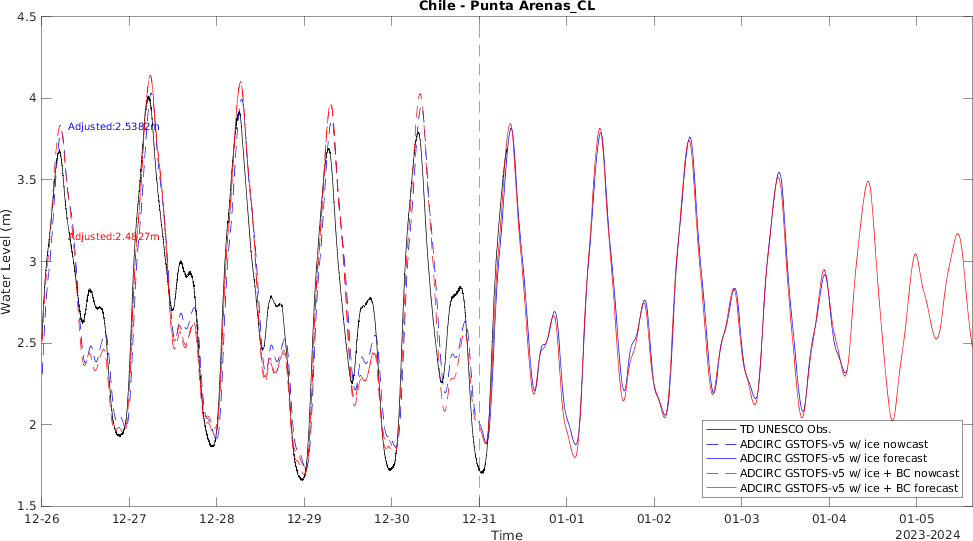 Chile - Punta Arenas_CL
4.5
4
3.5
3
2.5
2
1.5
Water Level (m)
Adjusted:2.5382m
Adjusted:2.4827m
TD UNESCO Obs.
ADCIRC GSTOFS-v5 w/ ice nowcast
ADCIRC GSTOFS-v5 w/ ice forecast
ADCIRC GSTOFS-v5 w/ ice + BC nowcast
ADCIRC GSTOFS-v5 w/ ice + BC forecast
12-26 12-27 12-28 12-29 12-30 12-31 01-01 01-02 01-03 01-04 01-05
Time
2023-2024